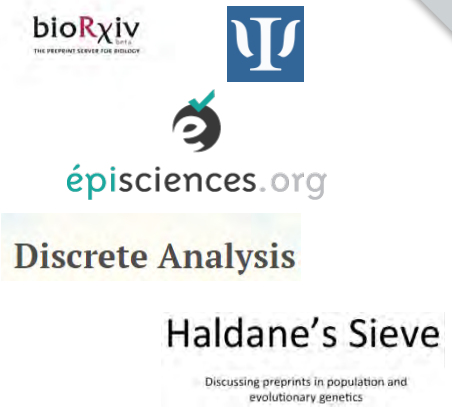 bioRχiv
beta
THE PREPRINT SERVER FOR BIOLOGY
Ψ
é
épisciences.org
Discrete Analysis
Haldane's Sieve
Discussing preprints in population and
evolutionary genetics